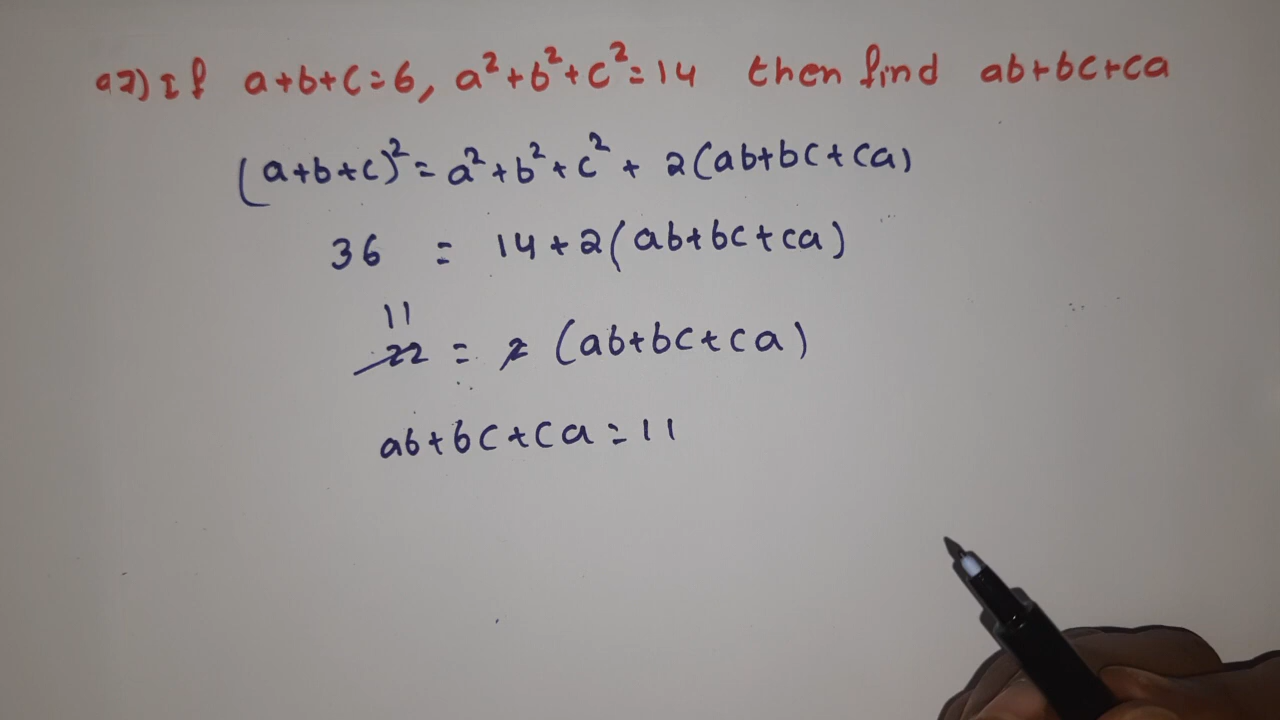 Q7) If a+b+c=6, a²+b²+c²=14 then find ab+bc+ca
(a+b+c)²=a²+b²+c²+2(ab+bc+ca)
36 = 14+2(ab+bc+ca)
11
22 = 2 (ab+bc+ca)
ab+bc+ca=11